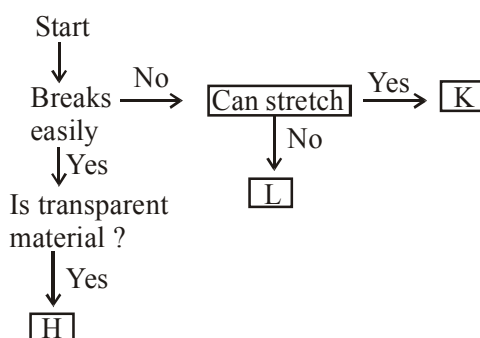 Start
No
Yes
Breaks
easily
Can stretch
K
No
Yes
L
Is transparent
material ?
Yes
H